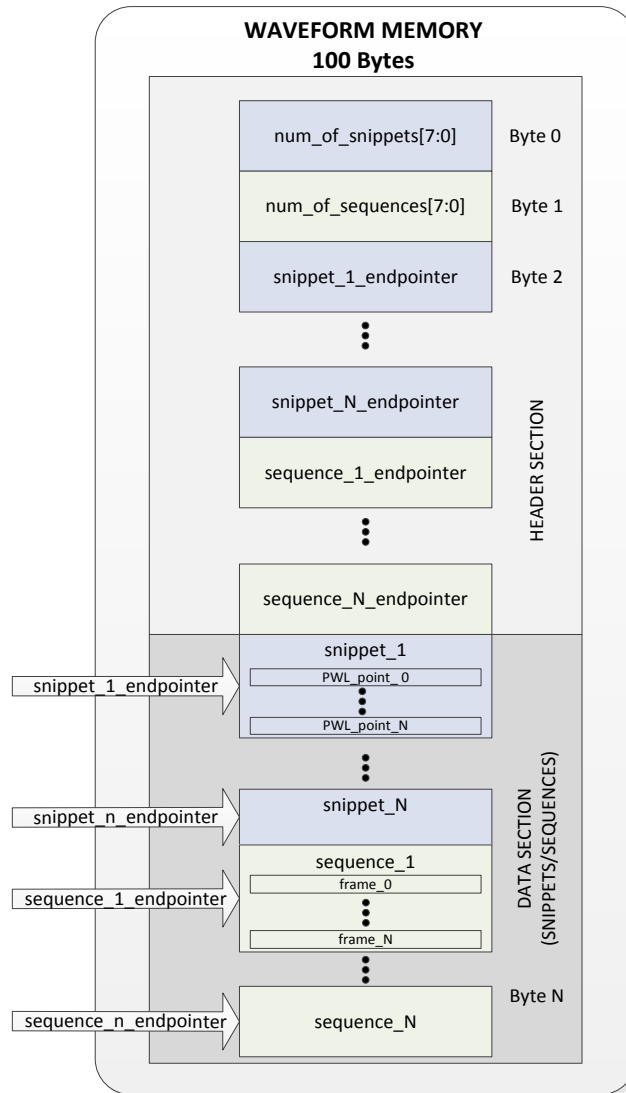 WAVEFORM MEMORY
100 Bytes
num_of_snippets[7:0]
Byte 0
num_of_sequences[7:0]
Byte 1
snippet_1_endpointer
Byte 2
snippet_N_endpointer
sequence_1_endpointer
HEADER SECTION
sequence_N_endpointer
snippet_1
PWL_point_0
snippet_1_endpointer
PWL_point_N
snippet_N
snippet_n_endpointer
sequence_1
frame_0
sequence_1_endpointer
frame_N
DATA SECTION
(SNIPPETS/SEQUENCES)
Byte N
sequence_N
sequence_n_endpointer